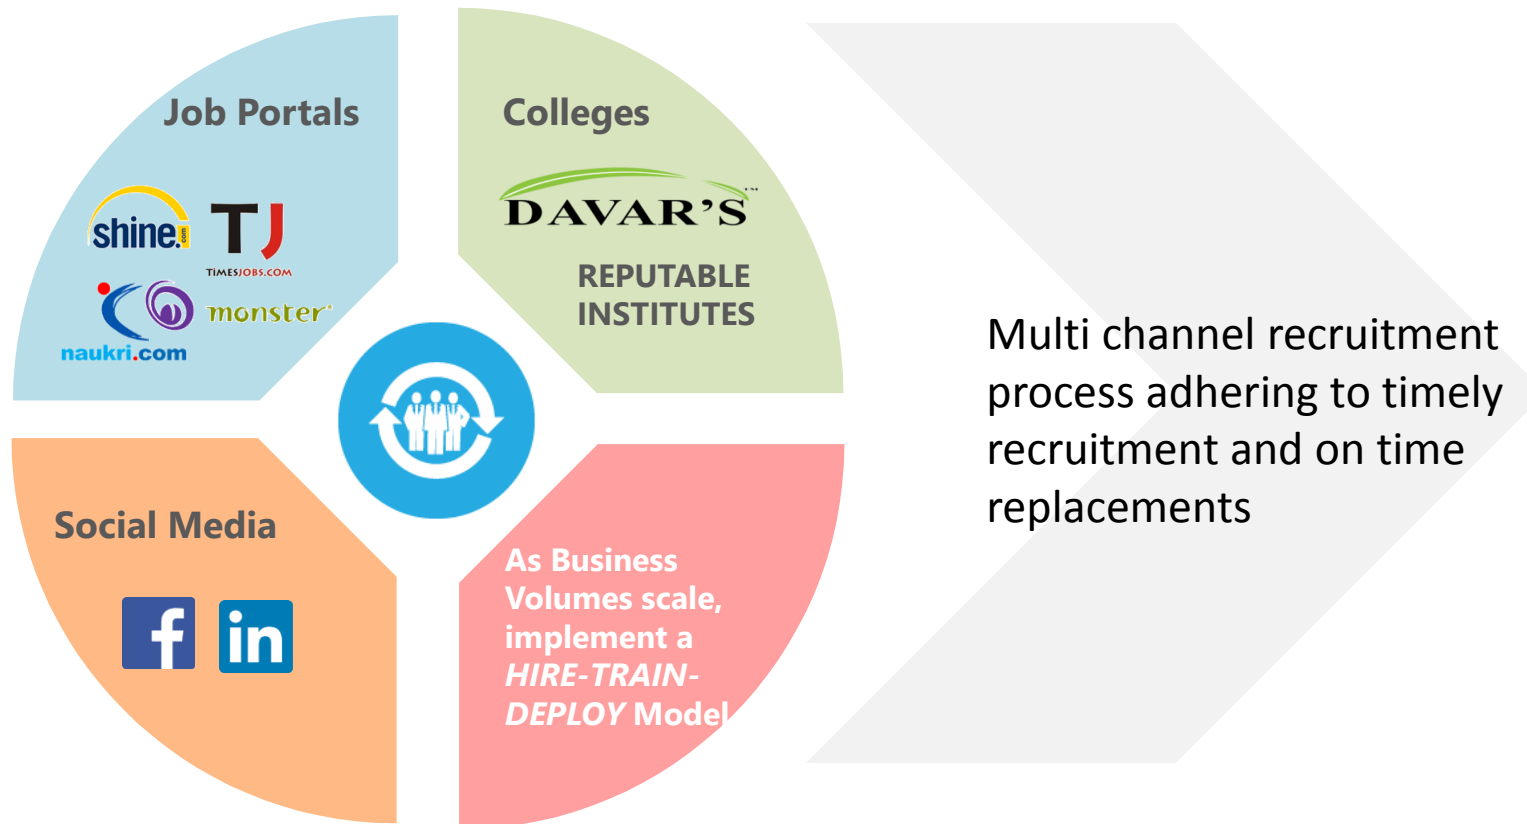 Job Portals
shine.com
TJ
TIMESJOBS.COM
monster®
naukri.com
Colleges
DAVAR'S™
REPUTABLE
INSTITUTES
Social Media
f
in
As Business
Volumes scale,
implement a
HIRE-TRAIN-
DEPLOY Model
Multi channel recruitment
process adhering to timely
recruitment and on time
replacements